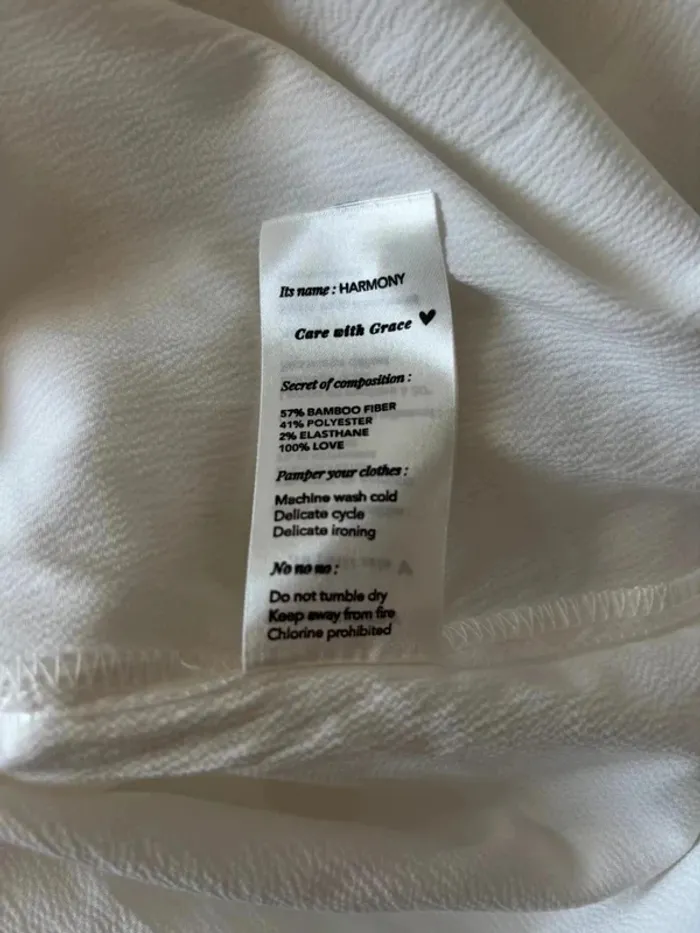 Its name : HARMONY
Care with Grace ♥
Secret of composition :
57% BAMBOO FIBER
41% POLYESTER
2% ELASTHANE
100% LOVE
Pamper your clothes :
Machine wash cold
Delicate cycle
Delicate ironing
No no no :
Do not tumble dry
Keep away from fire
Chlorine prohibited